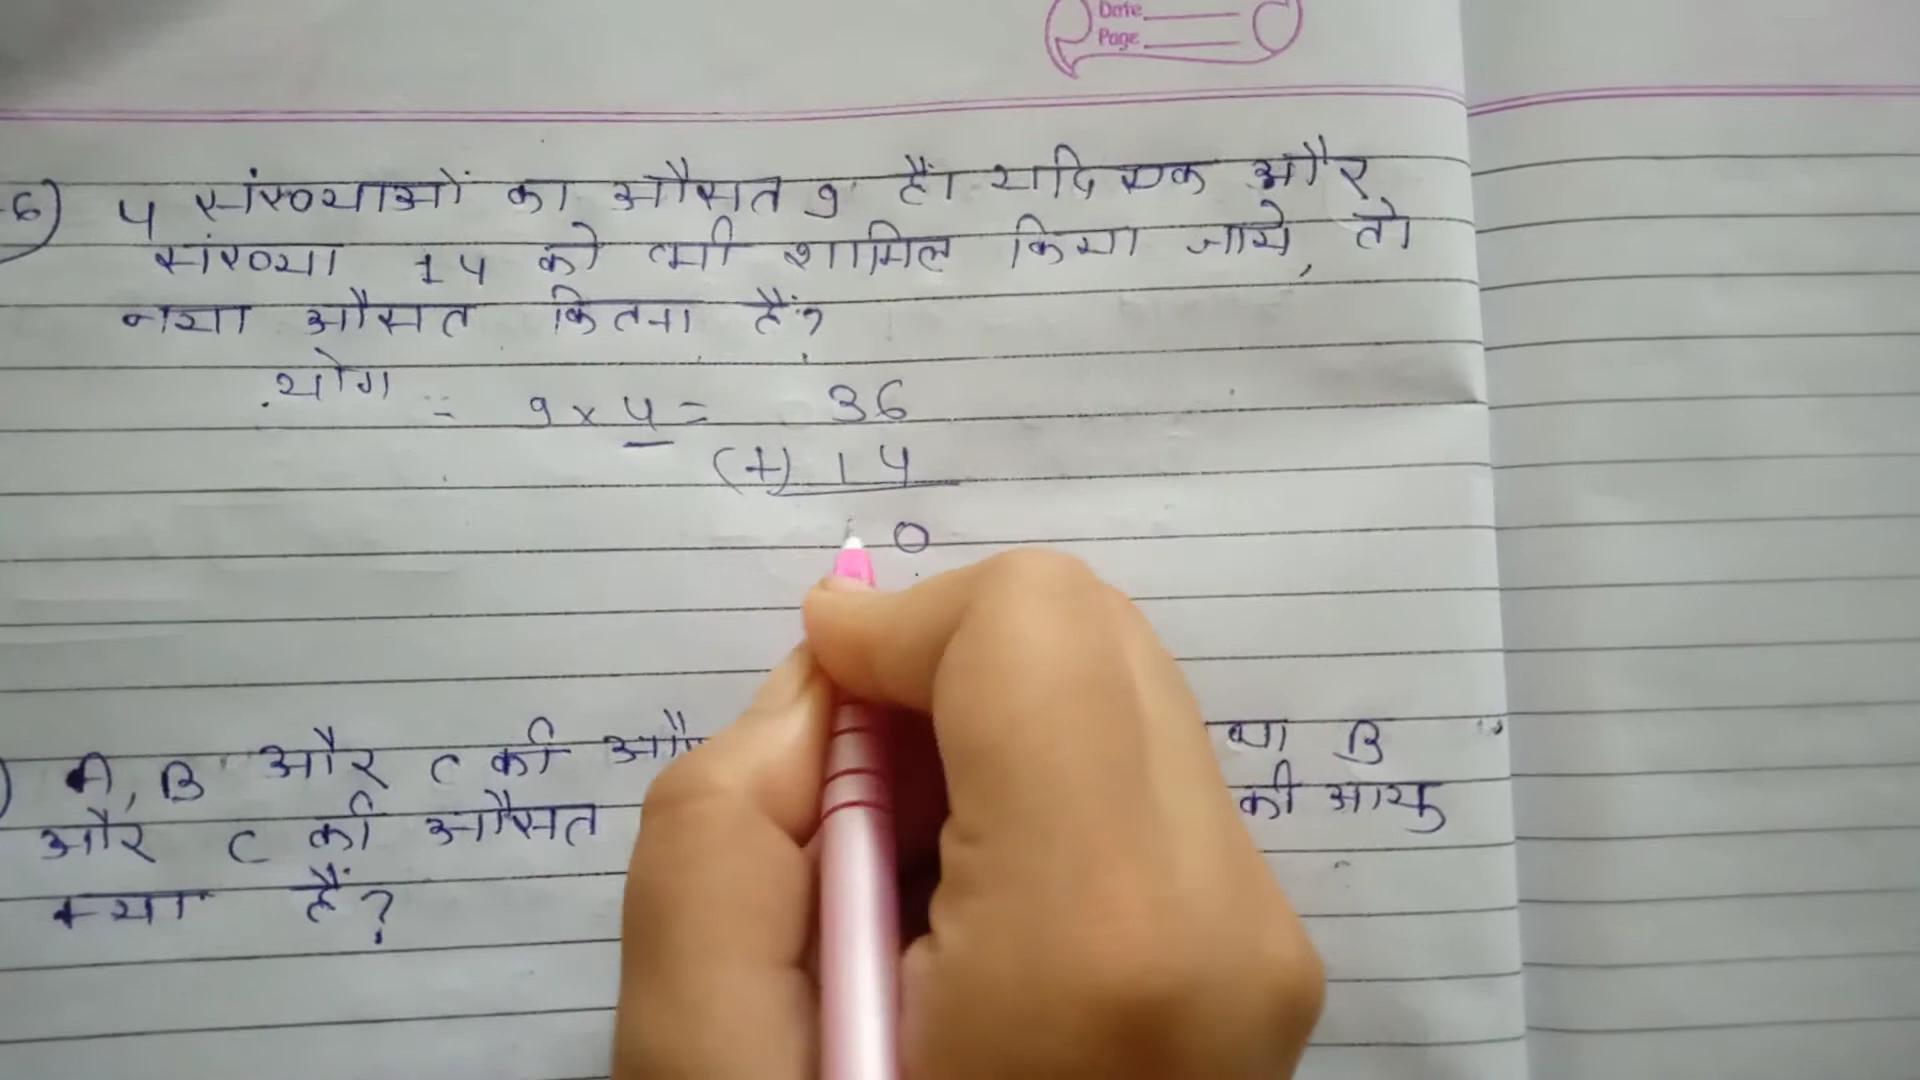 Date
Page
6) 4 संख्याओं का औसत 9 हैं। यदि एक और
संख्या 14 को भी शामिल किया जाये, तो
नया औसत कितना हैं?
योग = 9 × 4 = 36
(+) 14
0
) A, B और C की B
और C की औसत की आयु
क्या हैं?